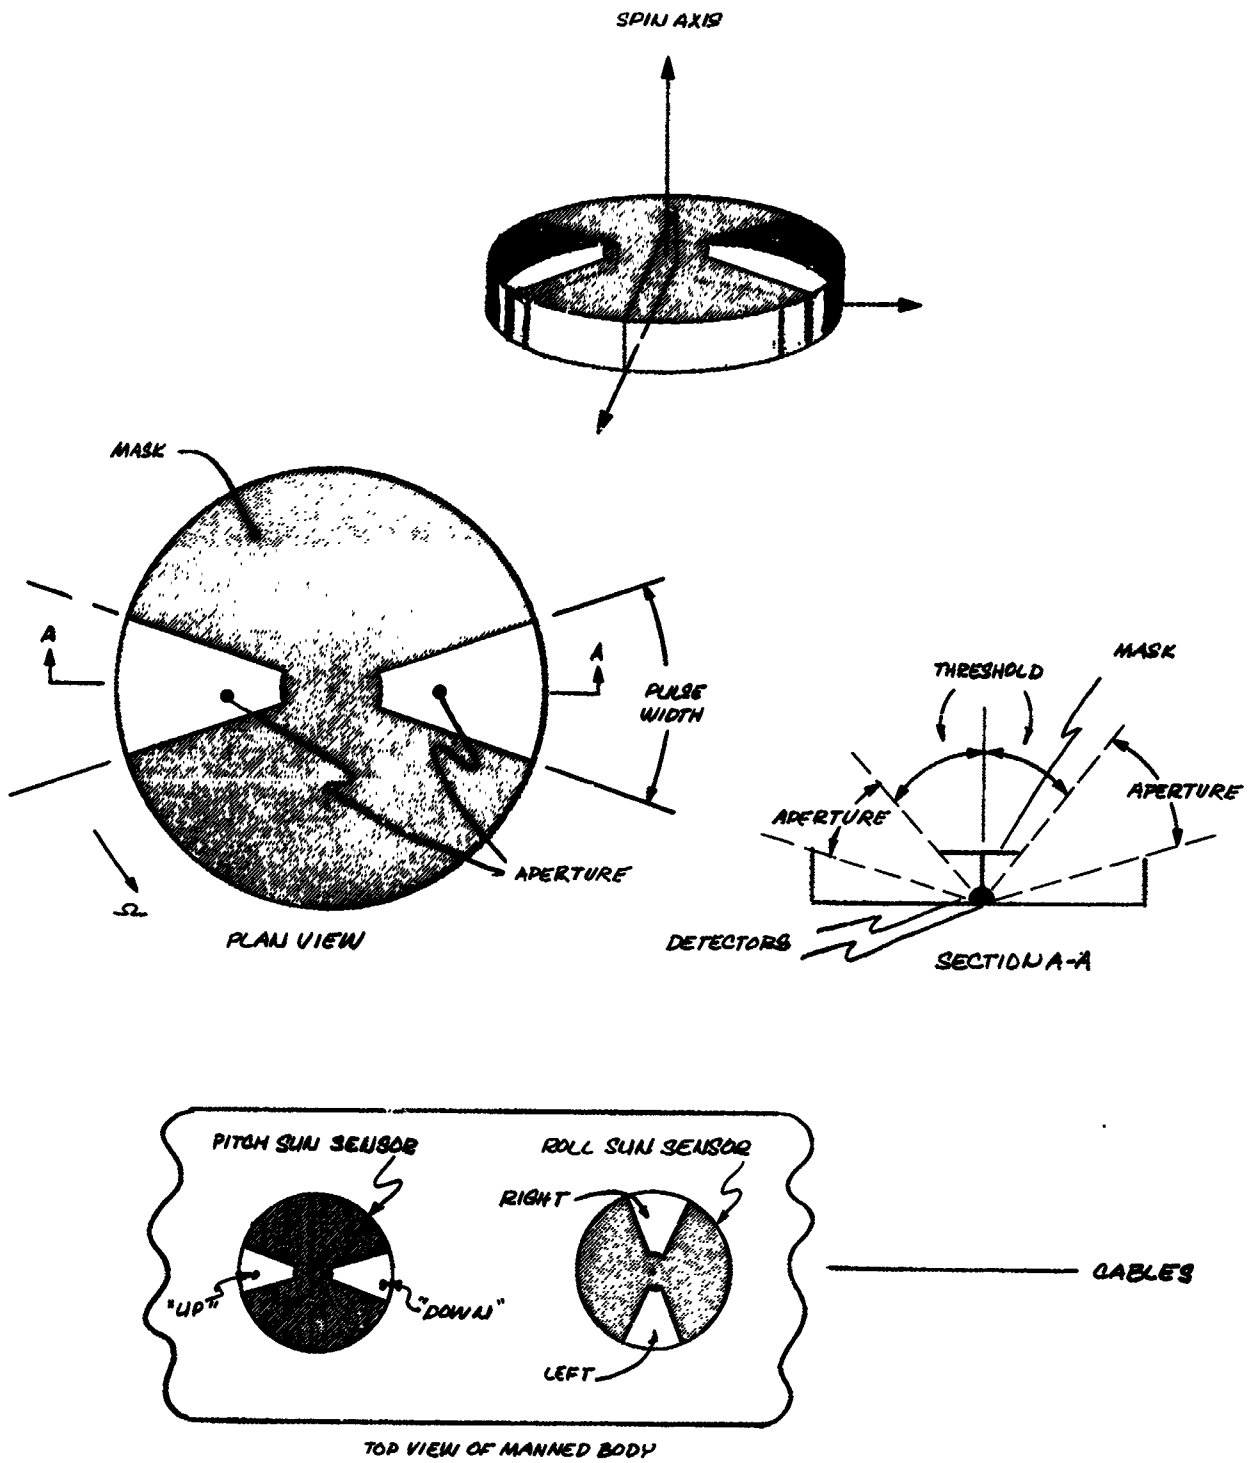 SPIN AXIS
MASK
A
A
PULSE
WIDTH
APERTURE
Ω
PLAN VIEW
THRESHOLD
MASK
APERTURE
APERTURE
DETECTORS
SECTION A-A
PITCH SUN SENSOR
ROLL SUN SENSOR
RIGHT
"UP"
"DOWN"
LEFT
CABLES
TOP VIEW OF MANNED BODY